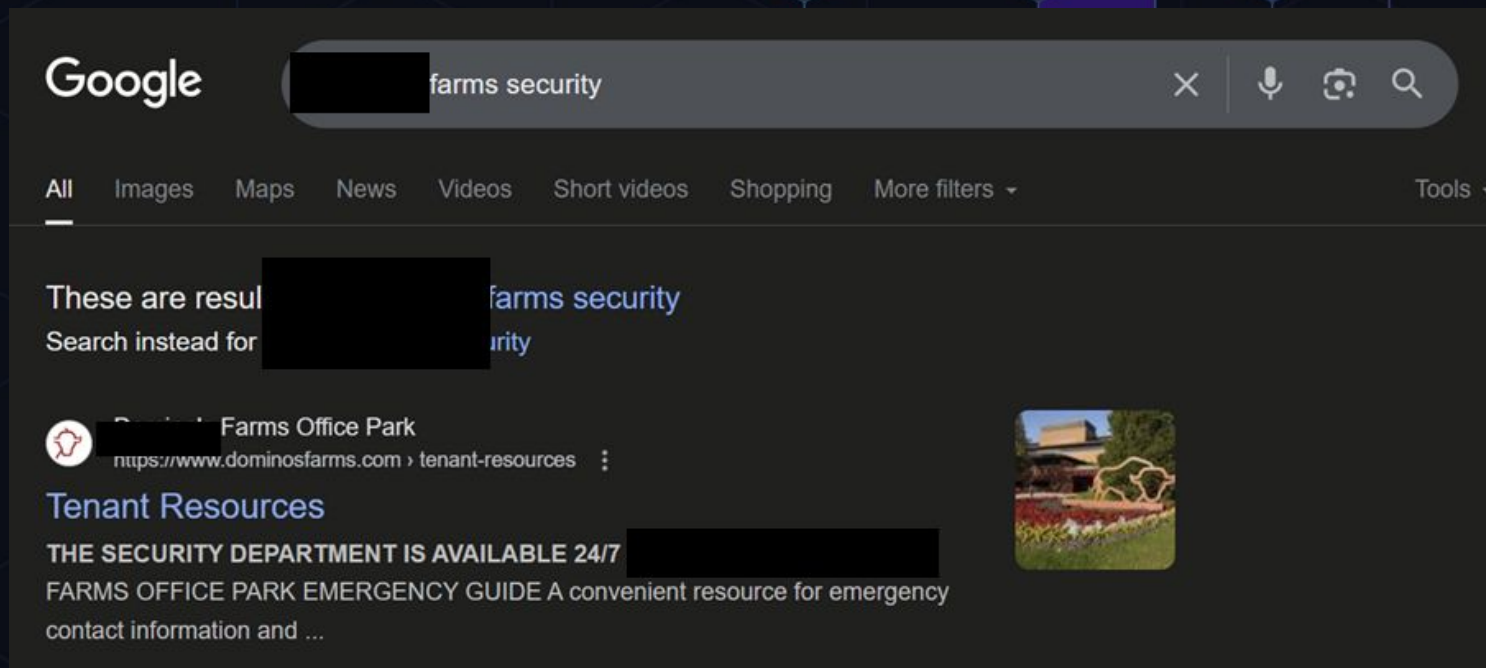 Google
farms security
All Images Maps News Videos Short videos Shopping More filters Tools
These are resul farms security
Search instead for urity
Farms Office Park
https://www.dominosfarms.com › tenant-resources
Tenant Resources
THE SECURITY DEPARTMENT IS AVAILABLE 24/7
FARMS OFFICE PARK EMERGENCY GUIDE A convenient resource for emergency
contact information and ...